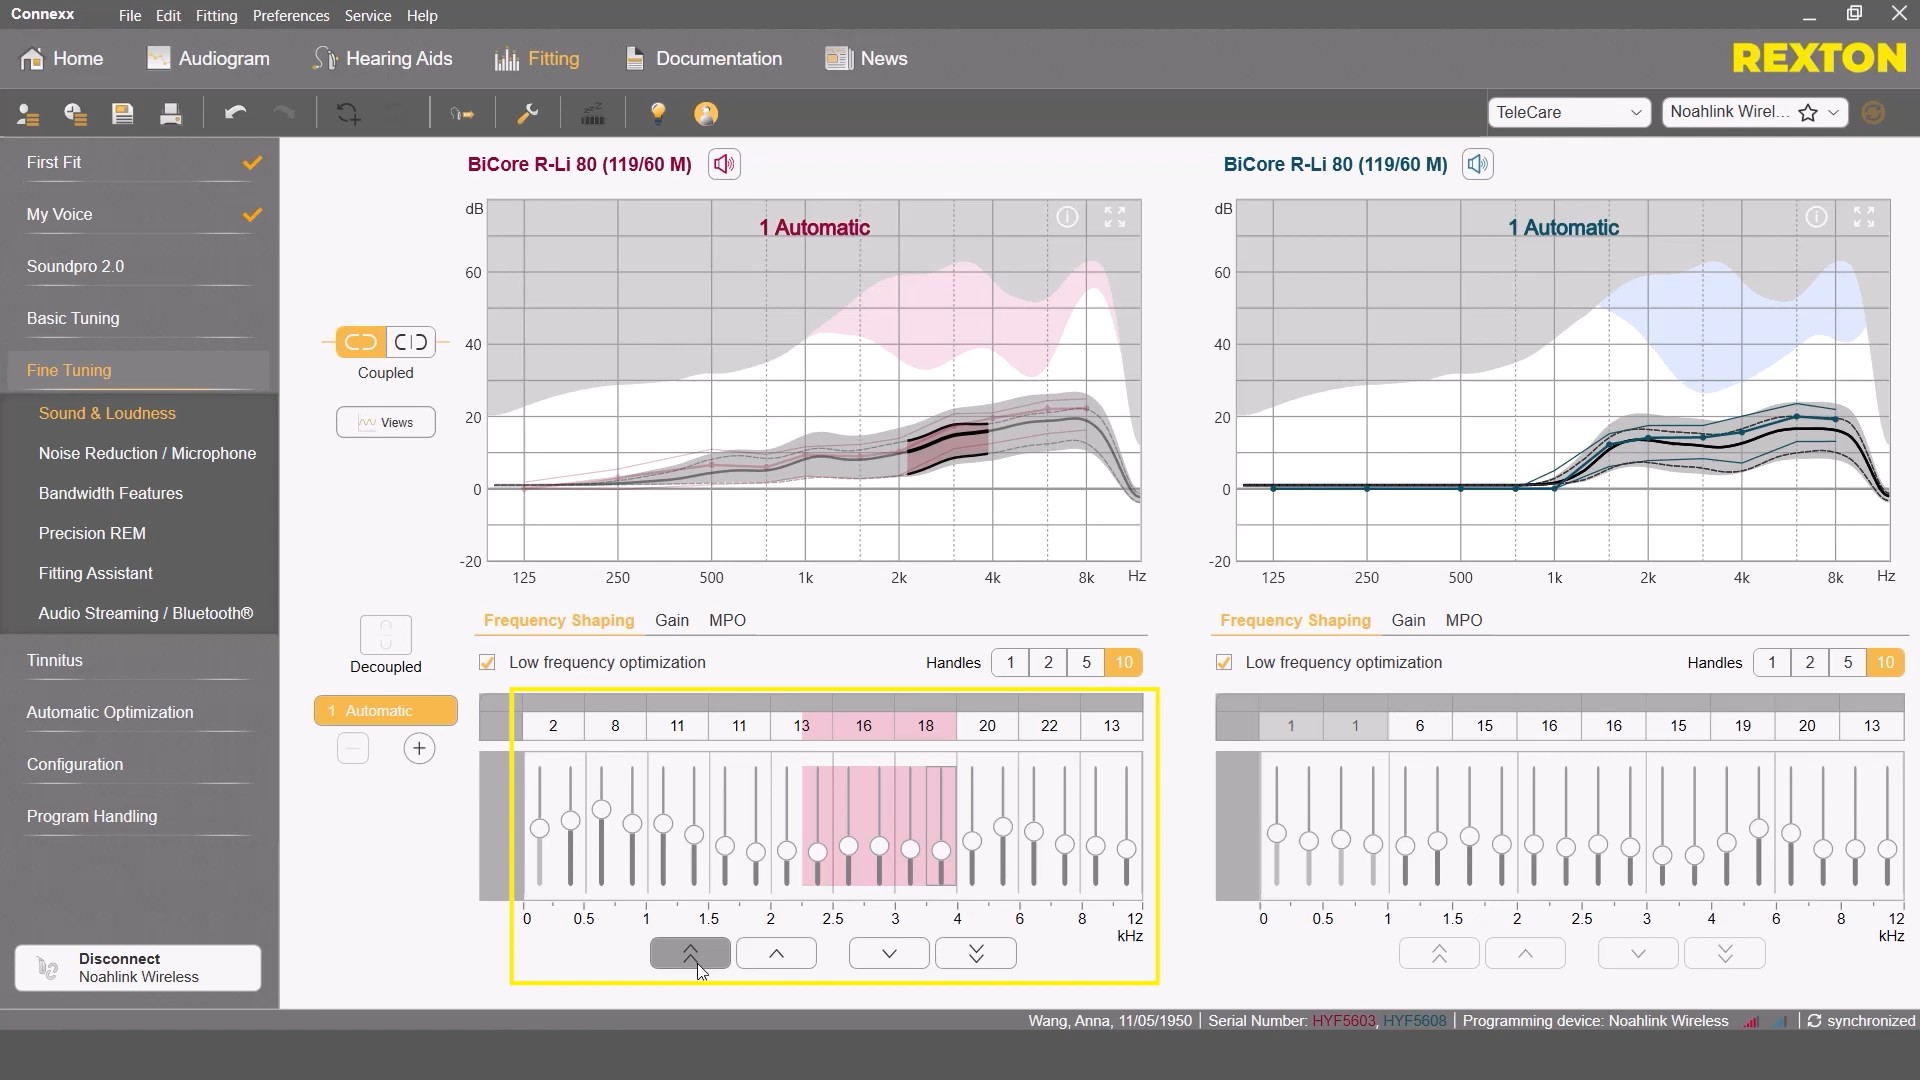 Connexx File Edit Fitting Preferences Service Help
Home Audiogram Hearing Aids Fitting Documentation News REXTON
TeleCare Noahlink Wirel...
First Fit
My Voice
Soundpro 2.0
Basic Tuning
Fine Tuning
Sound & Loudness
Noise Reduction / Microphone
Bandwidth Features
Precision REM
Fitting Assistant
Audio Streaming / Bluetooth®
Tinnitus
Automatic Optimization
Configuration
Program Handling
Disconnect
Noahlink Wireless
Coupled
Views
Decoupled
1 Automatic
BiCore R-Li 80 (119/60 M)
dB
1 Automatic
60
40
20
0
-20
125 250 500 1k 2k 4k 8k Hz
Frequency Shaping Gain MPO
Low frequency optimization Handles 1 2 5 10
2 8 11 11 13 16 18 20 22 13
0 0.5 1 1.5 2 2.5 3 4 6 8 12
kHz
BiCore R-Li 80 (119/60 M)
dB
1 Automatic
60
40
20
0
-20
125 250 500 1k 2k 4k 8k Hz
Frequency Shaping Gain MPO
Low frequency optimization Handles 1 2 5 10
1 1 6 15 16 16 15 19 20 13
0 0.5 1 1.5 2 2.5 3 4 6 8 12
kHz
Wang, Anna, 11/05/1950 | Serial Number: HYF5603, HYF5608 | Programming device: Noahlink Wireless | synchronized